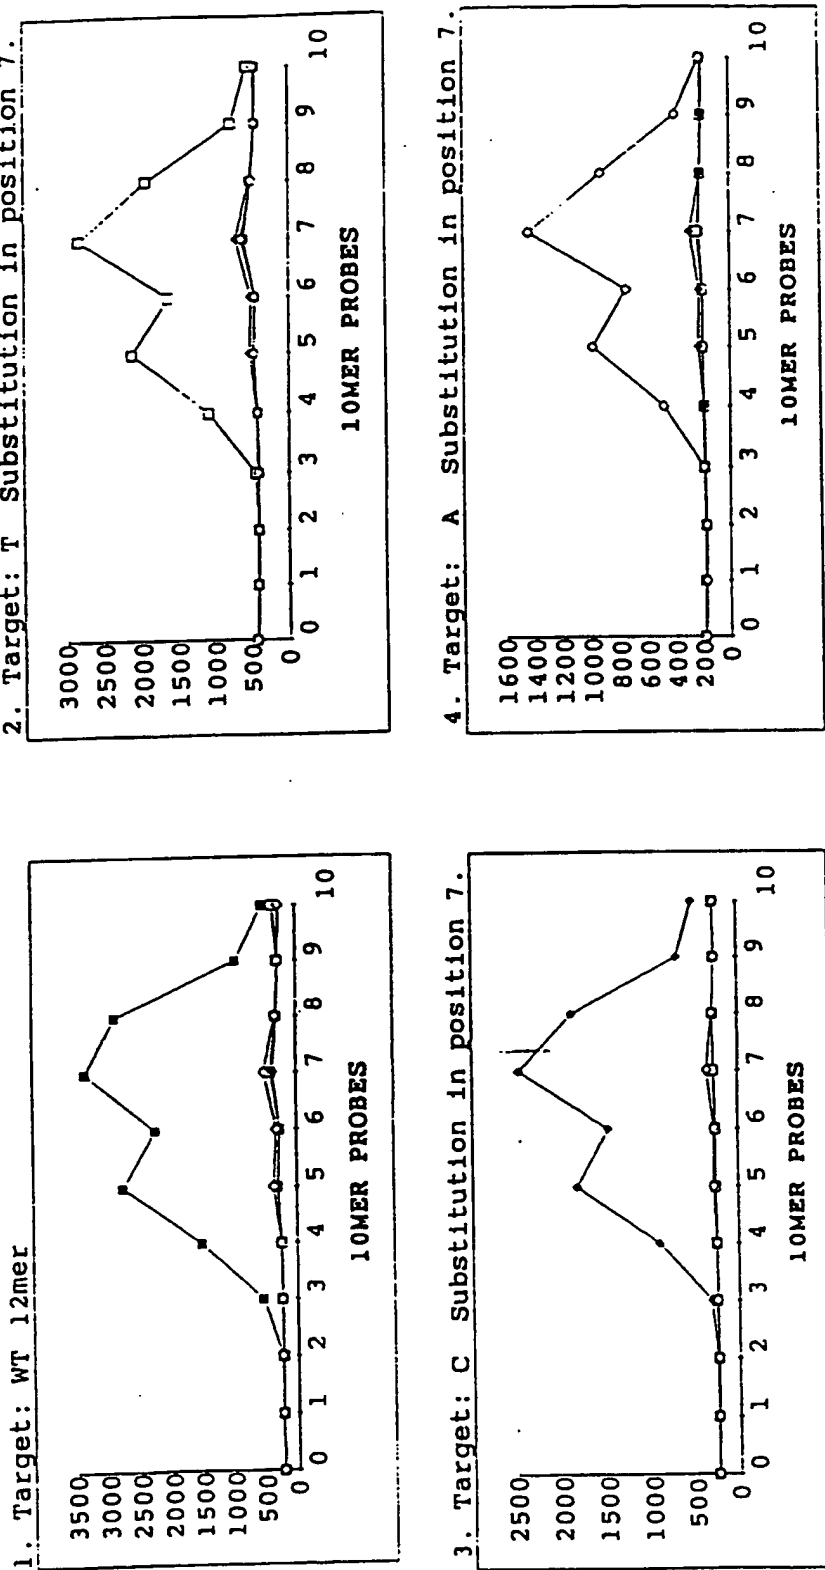 1. Target: WT 12mer
3500
3000
2500
2000
1500
1000
500
0
0 1 2 3 4 5 6 7 8 9 10
10MER PROBES
2. Target: T Substitution in position 7.
3000
2500
2000
1500
1000
500
0
0 1 2 3 4 5 6 7 8 9 10
10MER PROBES
3. Target: C Substitution in position 7.
2500
2000
1500
1000
500
0
0 1 2 3 4 5 6 7 8 9 10
10MER PROBES
4. Target: A Substitution in position 7.
1600
1400
1200
1000
800
600
400
200
0
0 1 2 3 4 5 6 7 8 9 10
10MER PROBES